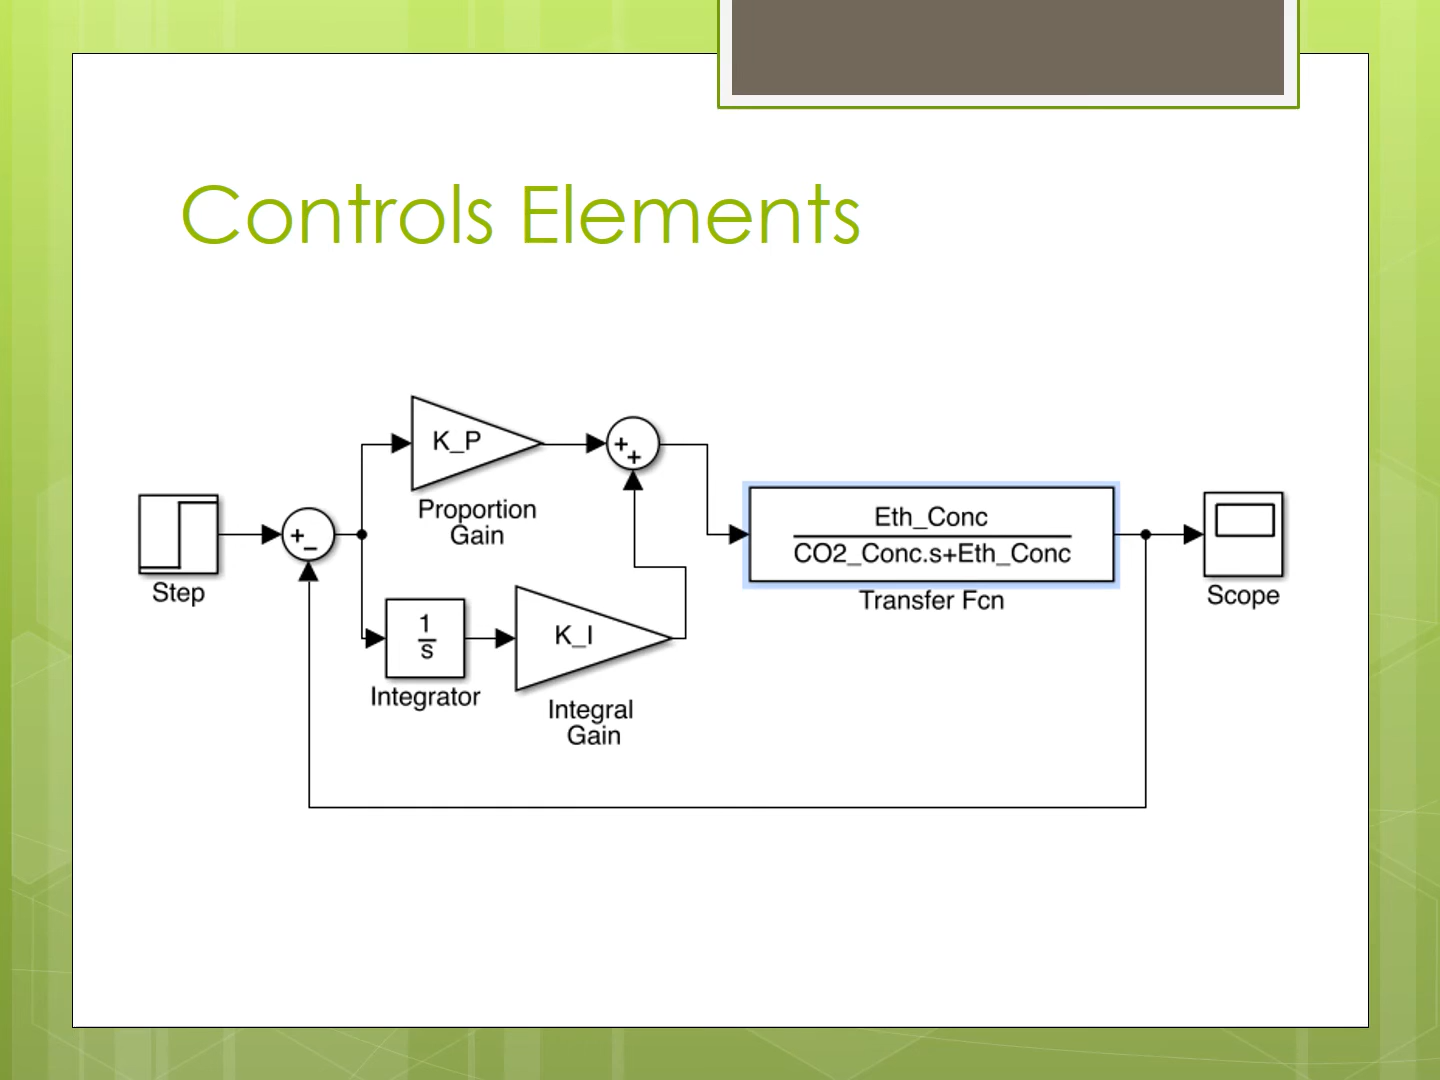 Controls Elements
K_P
Proportion
Gain
+
+
+
−
Step
1
s
Integrator
K_I
Integral
Gain
Eth_Conc
CO2_Conc.s+Eth_Conc
Transfer Fcn
Scope